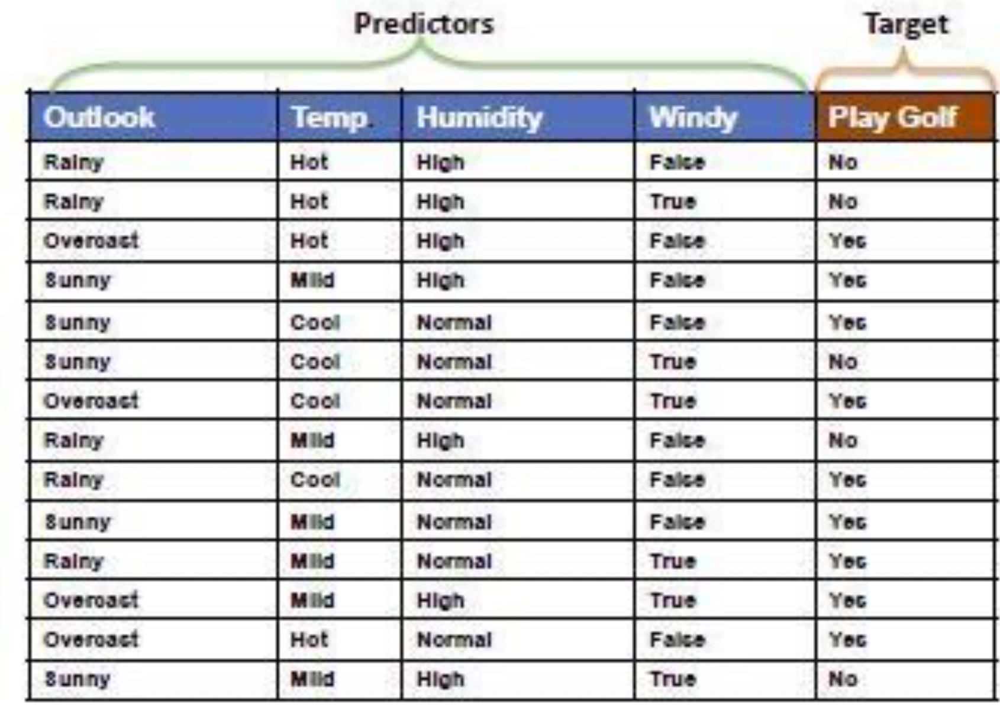 Predictors Target
Outlook Temp. Humidity Windy Play Golf
Rainy Hot High False No
Rainy Hot High True No
Overcast Hot High False Yes
Sunny Mild High False Yes
Sunny Cool Normal False Yes
Sunny Cool Normal True No
Overcast Cool Normal True Yes
Rainy Mild High False No
Rainy Cool Normal False Yes
Sunny Mild Normal False Yes
Rainy Mild Normal True Yes
Overcast Mild High True Yes
Overcast Hot Normal False Yes
Sunny Mild High True No